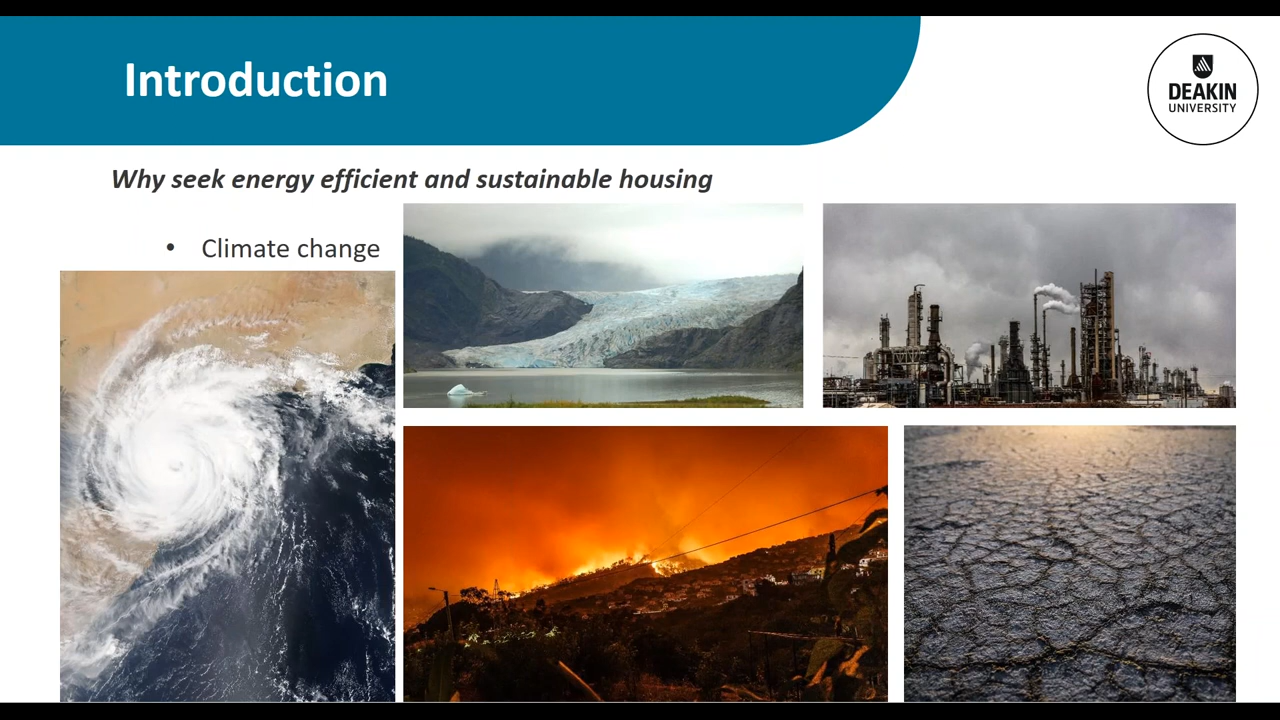 Introduction
DEAKIN
UNIVERSITY
Why seek energy efficient and sustainable housing
• Climate change